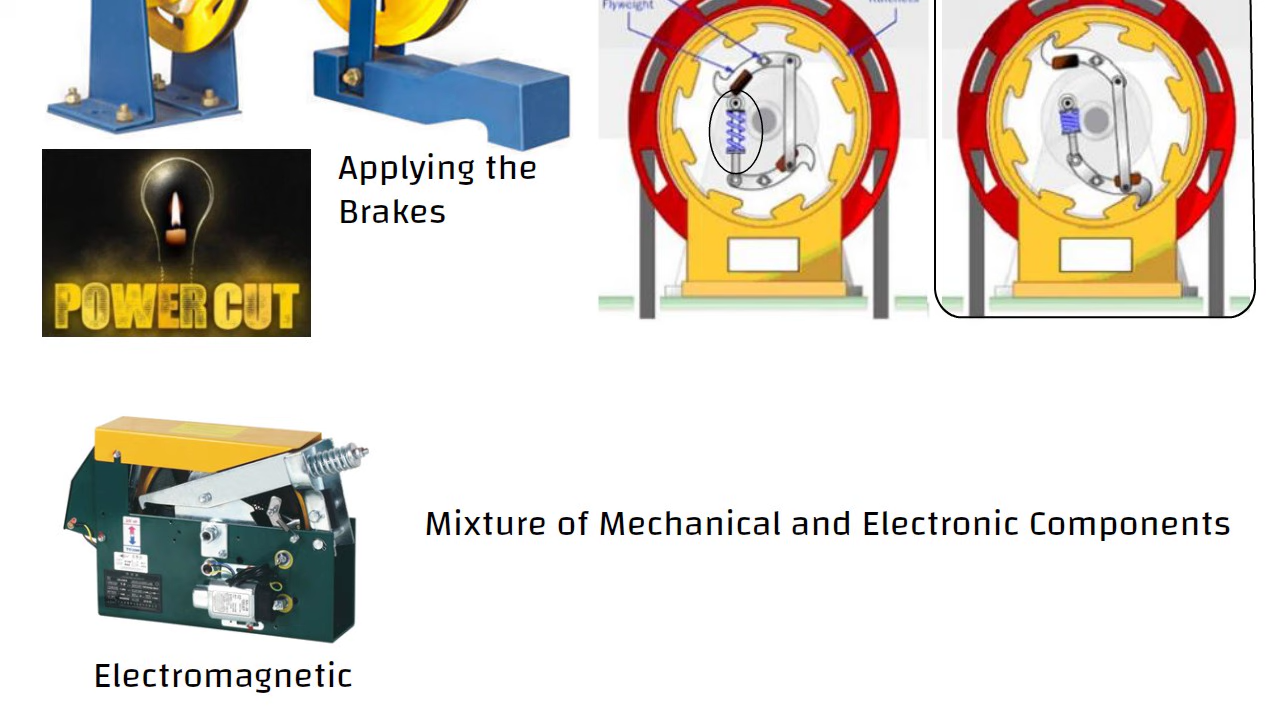 Flyweight
Applying the
Brakes
POWER CUT
Mixture of Mechanical and Electronic Components
Electromagnetic